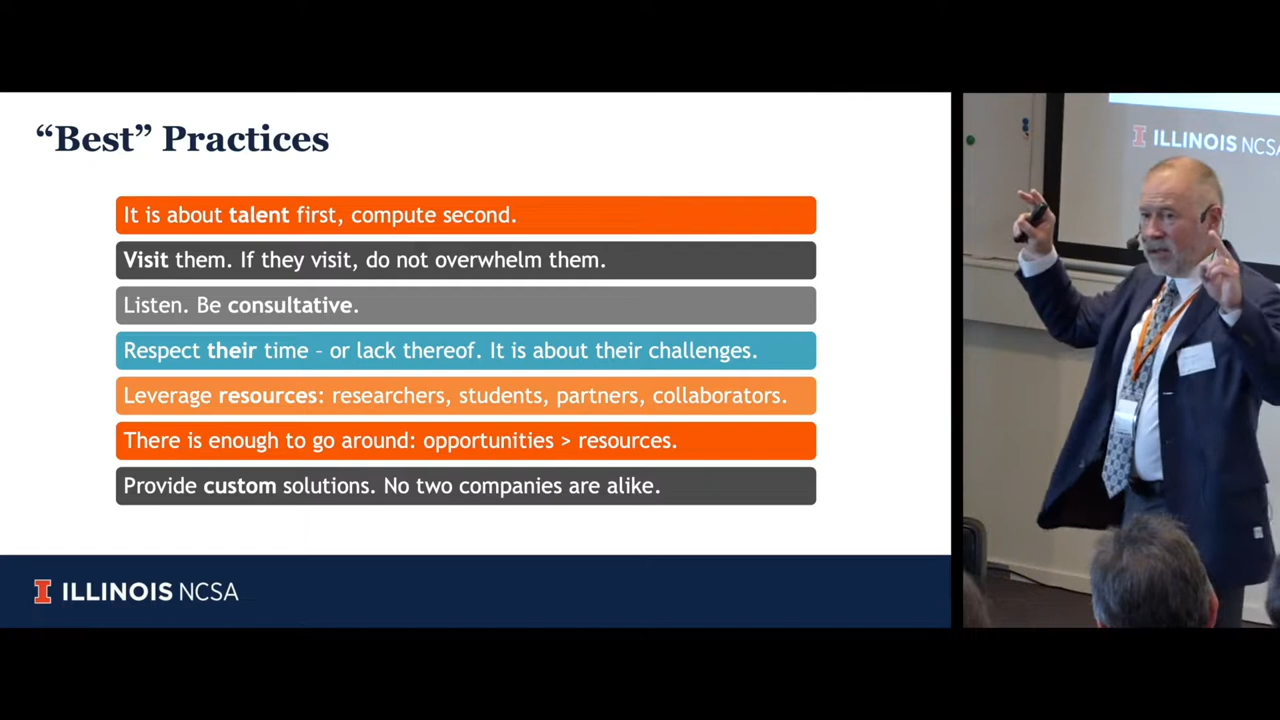 “Best” Practices
It is about talent first, compute second.
Visit them. If they visit, do not overwhelm them.
Listen. Be consultative.
Respect their time – or lack thereof. It is about their challenges.
Leverage resources: researchers, students, partners, collaborators.
There is enough to go around: opportunities > resources.
Provide custom solutions. No two companies are alike.
I ILLINOIS NCSA
I ILLINOIS NCSA